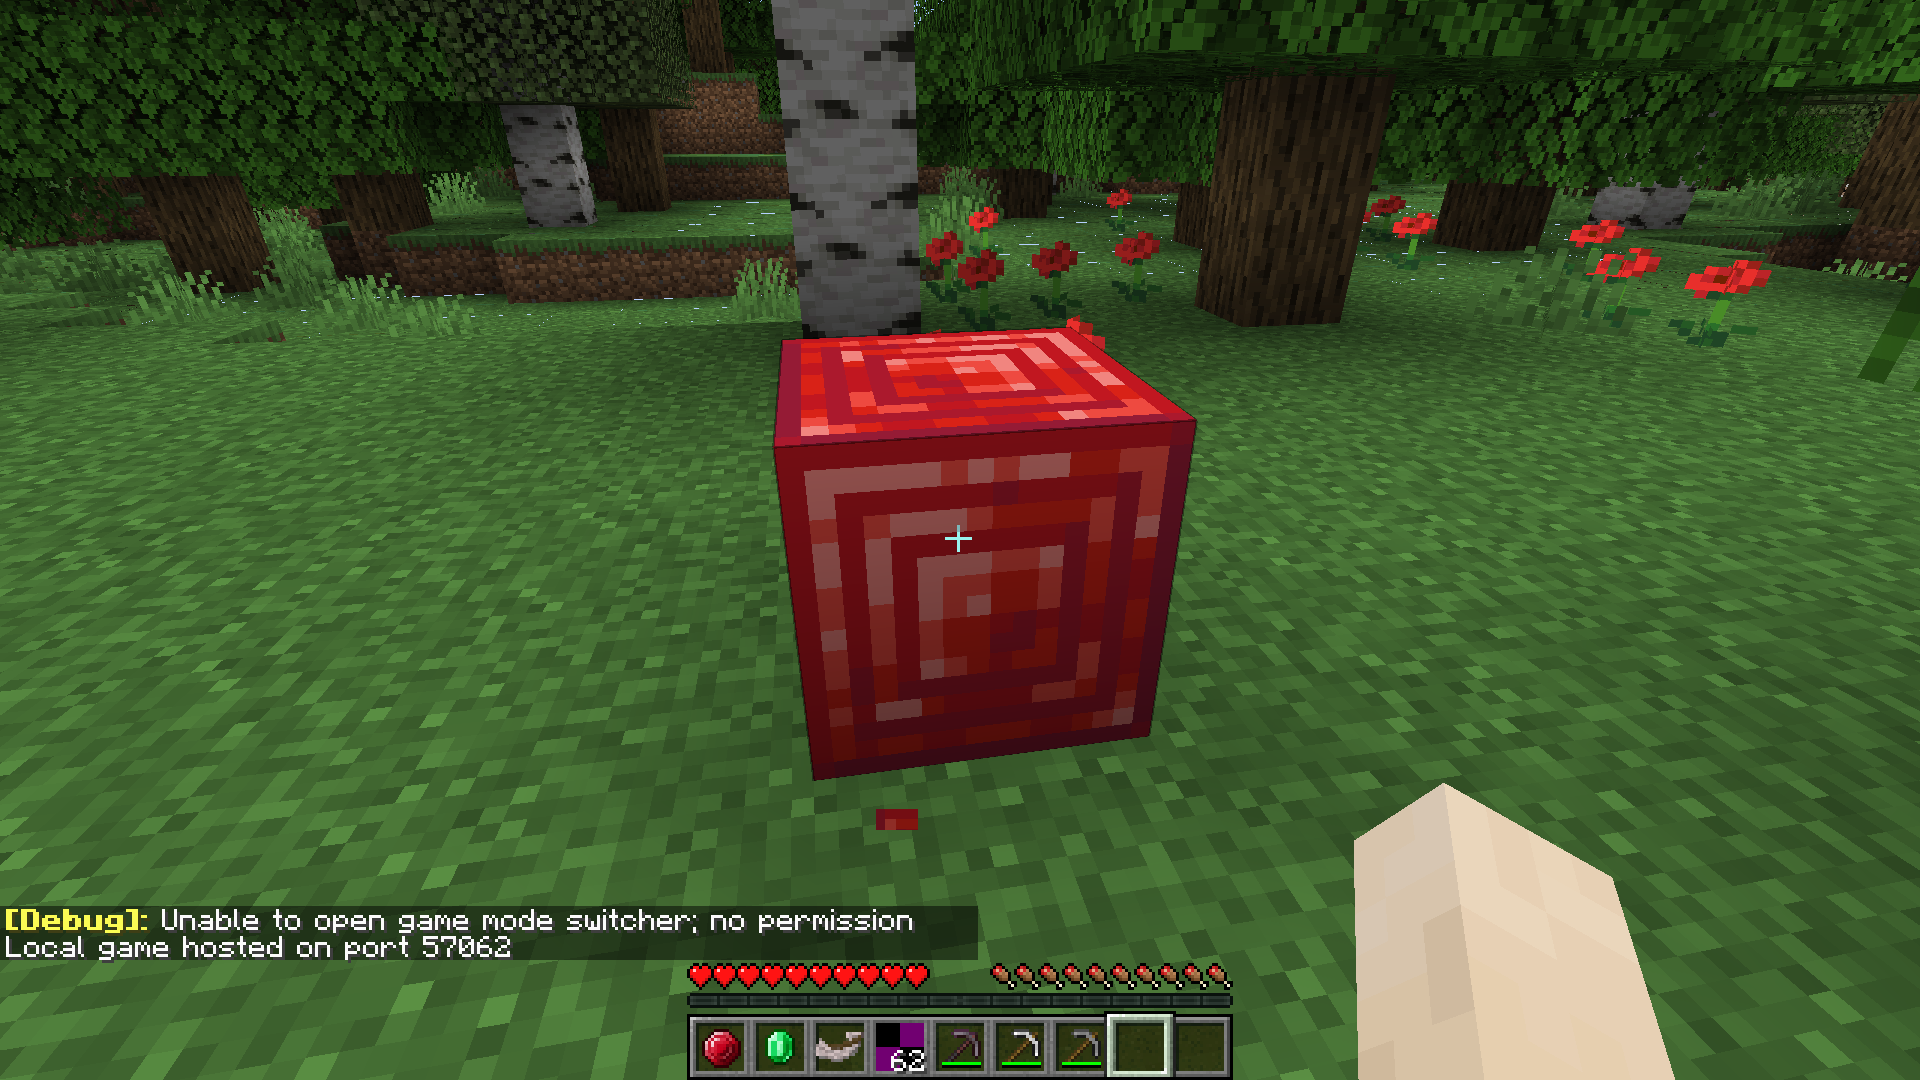 [Debug]: Unable to open game mode switcher; no permission
Local game hosted on port 57062
62